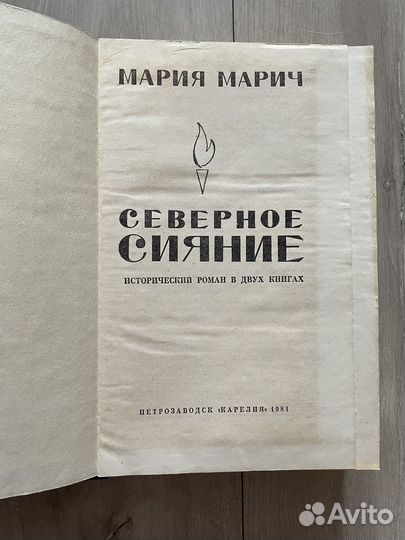 МАРИЯ МАРИЧ
СЕВЕРНОЕ
СИЯНИЕ
ИСТОРИЧЕСКИЙ РОМАН В ДВУХ КНИГАХ
ПЕТРОЗАВОДСК «КАРЕЛИЯ» 1981
Avito